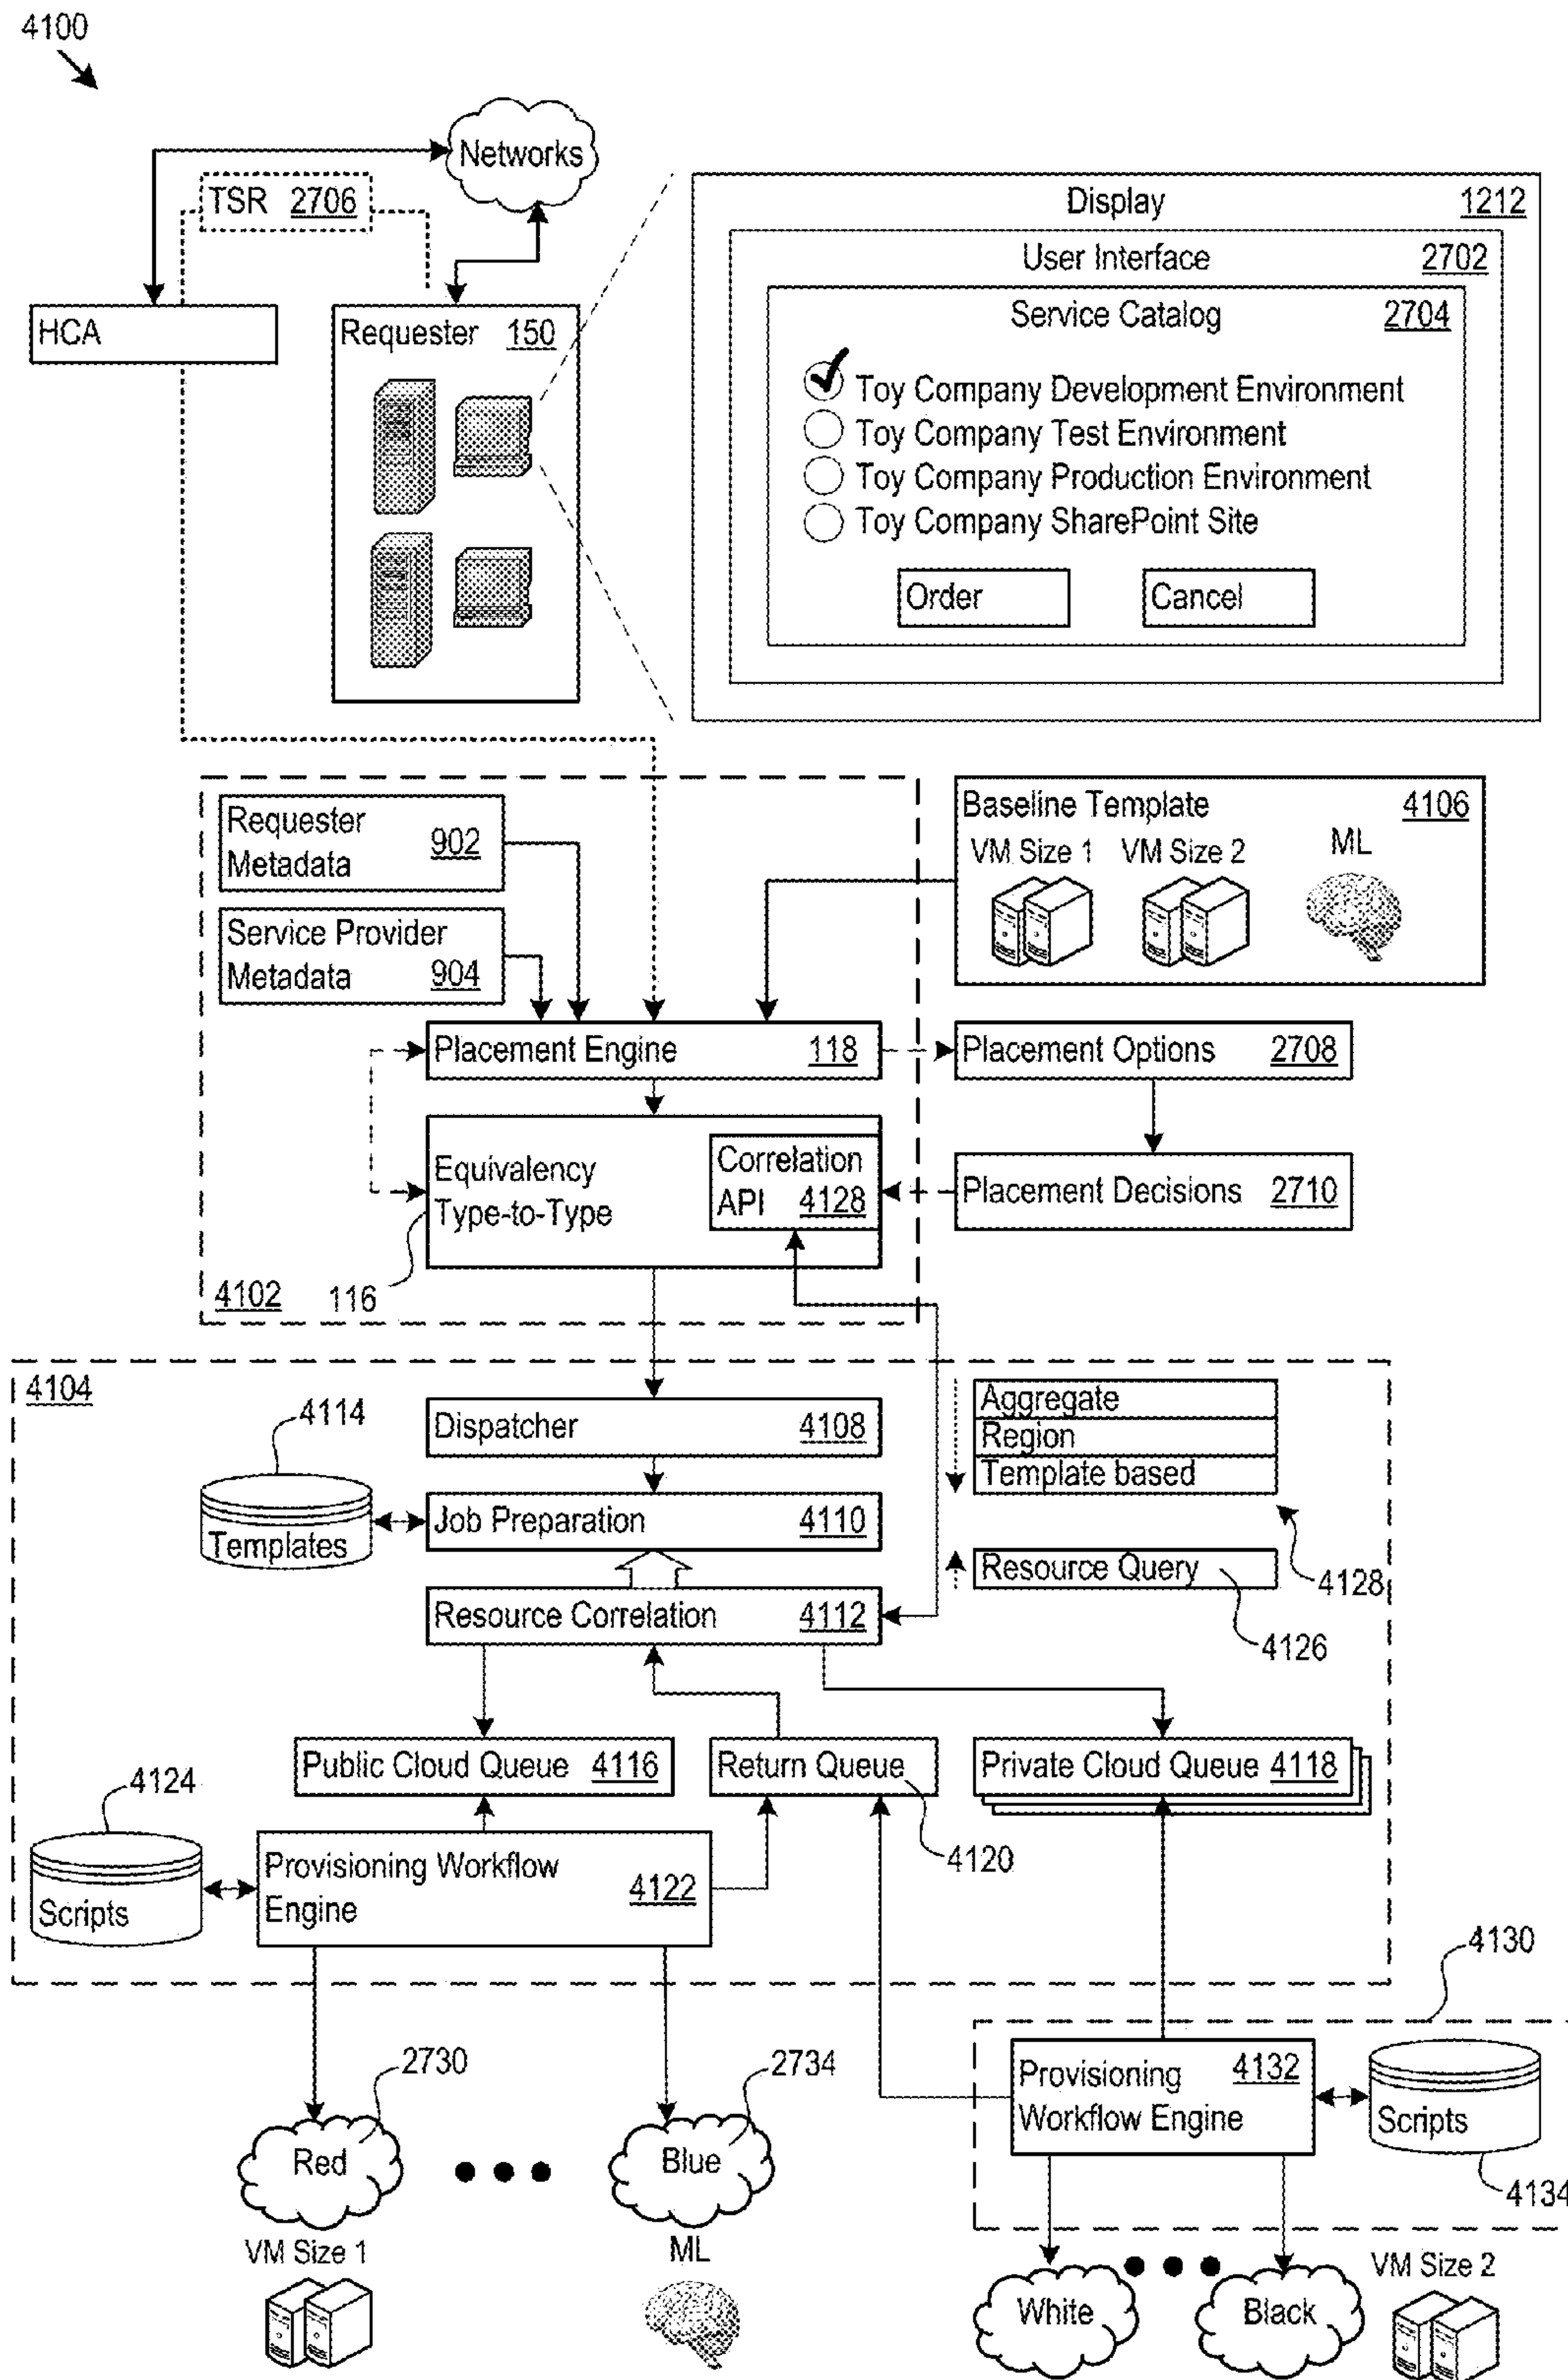 4100
Networks
TSR 2706
HCA
Requester 150
Display 1212
User Interface 2702
Service Catalog 2704
Toy Company Development Environment
Toy Company Test Environment
Toy Company Production Environment
Toy Company SharePoint Site
Order
Cancel
Requester
Metadata
902
Service Provider
Metadata
904
Baseline Template 4106
VM Size 1
VM Size 2
ML
Placement Engine 118
Placement Options 2708
Equivalency
Type-to-Type
Correlation
API 4128
Placement Decisions 2710
4102
116
4104
4114
Templates
Dispatcher 4108
Job Preparation 4110
Resource Correlation 4112
Aggregate
Region
Template based
4128
Resource Query
4126
Public Cloud Queue 4116
Return Queue
4120
Private Cloud Queue 4118
4124
Scripts
Provisioning Workflow
Engine
4122
4130
2730
Red
VM Size 1
2734
Blue
ML
Provisioning
Workflow Engine
4132
Scripts
4134
White
Black
VM Size 2